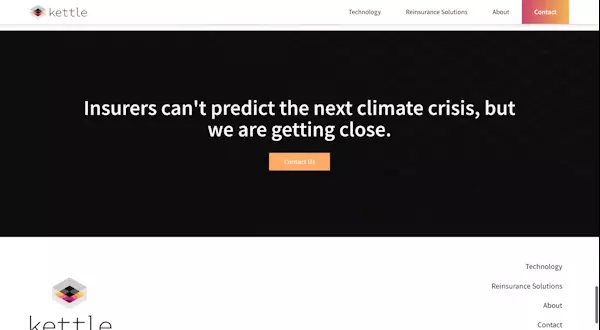 kettle
Technology
Reinsurance Solutions
About
Contact
Insurers can't predict the next climate crisis, but
we are getting close.
Contact Us
Technology
Reinsurance Solutions
About
Contact
kettle